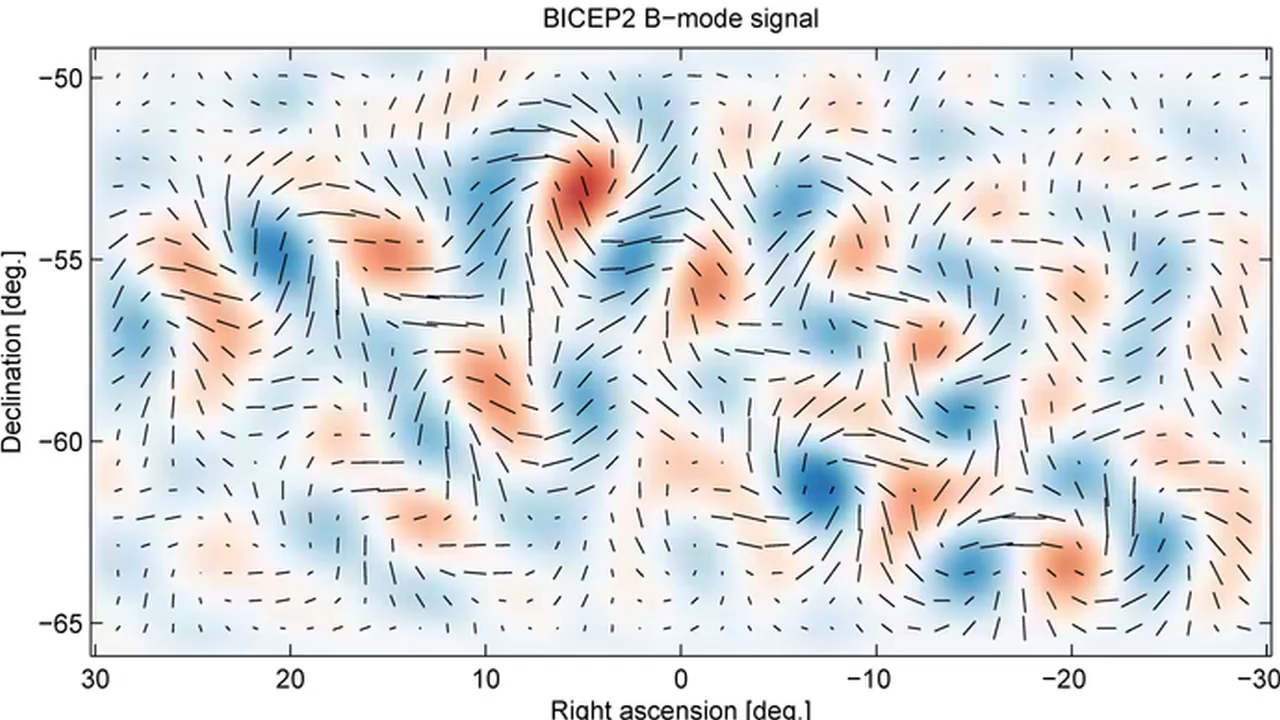 BICEP2 B−mode signal
−50
−55
−60
−65
Declination [deg.]
30 20 10 0 −10 −20 −30
Right ascension [deg.]